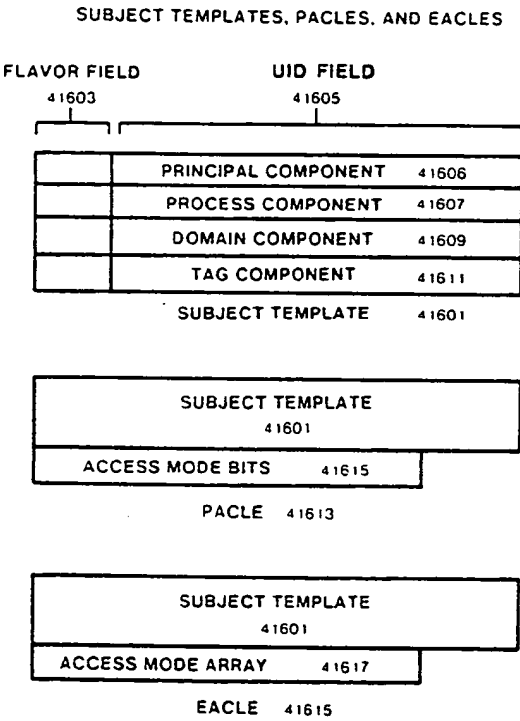 SUBJECT TEMPLATES, PACLES, AND EACLES
FLAVOR FIELD UID FIELD
41603 41605
PRINCIPAL COMPONENT 41606
PROCESS COMPONENT 41607
DOMAIN COMPONENT 41609
TAG COMPONENT 41611
SUBJECT TEMPLATE 41601
SUBJECT TEMPLATE
41601
ACCESS MODE BITS 41615
PACLE 41613
SUBJECT TEMPLATE
41601
ACCESS MODE ARRAY 41617
EACLE 41615